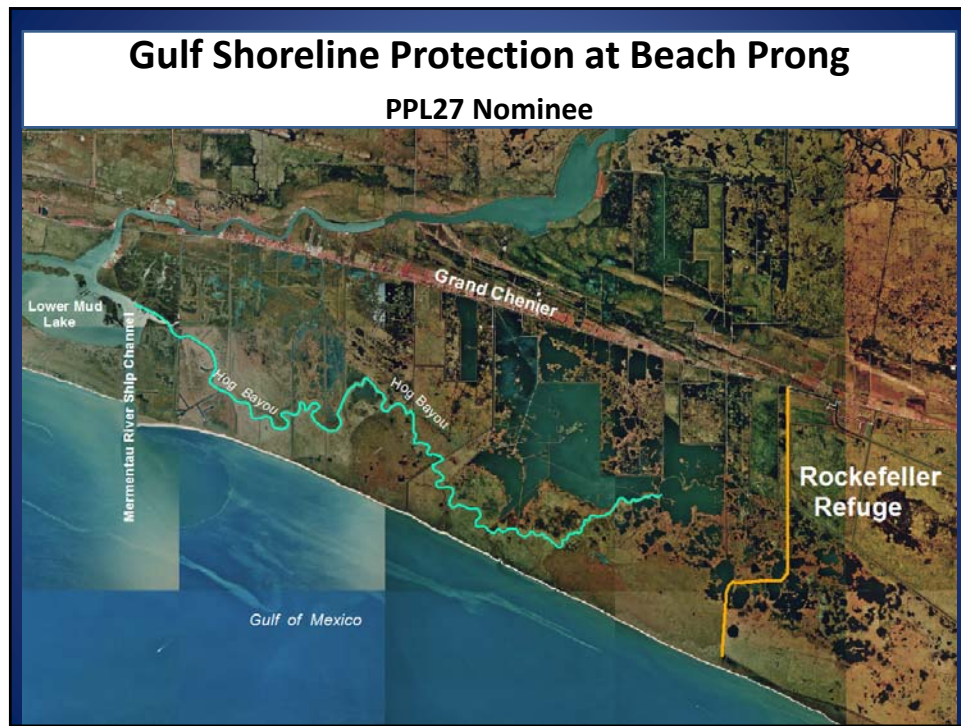 Gulf Shoreline Protection at Beach Prong
PPL27 Nominee
Grand Chenier
Lower Mud
Lake
Mermentau River Ship Channel
Hog Bayou
Hog Bayou
Rockefeller
Refuge
Gulf of Mexico